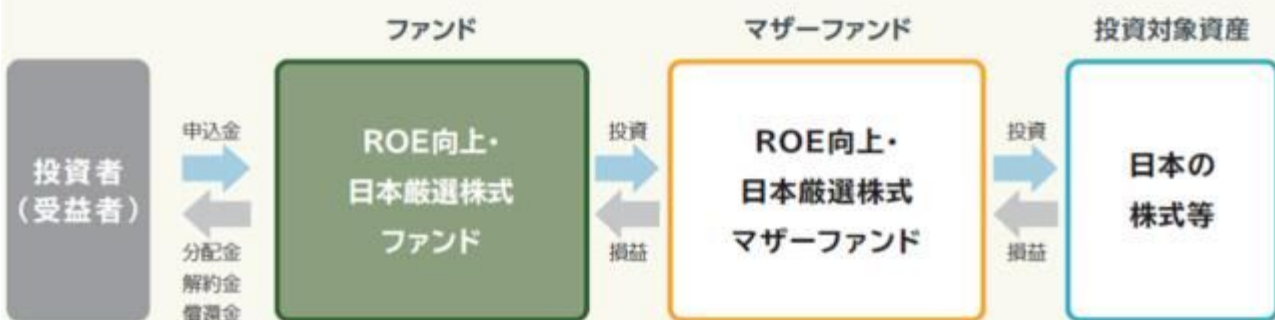 ファンド
マザーファンド
投資対象資産
投資者
（受益者）
申込金
分配金
解約金
償還金
ROE向上・
日本厳選株式
ファンド
投資
損益
ROE向上・
日本厳選株式
マザーファンド
投資
損益
日本の
株式等